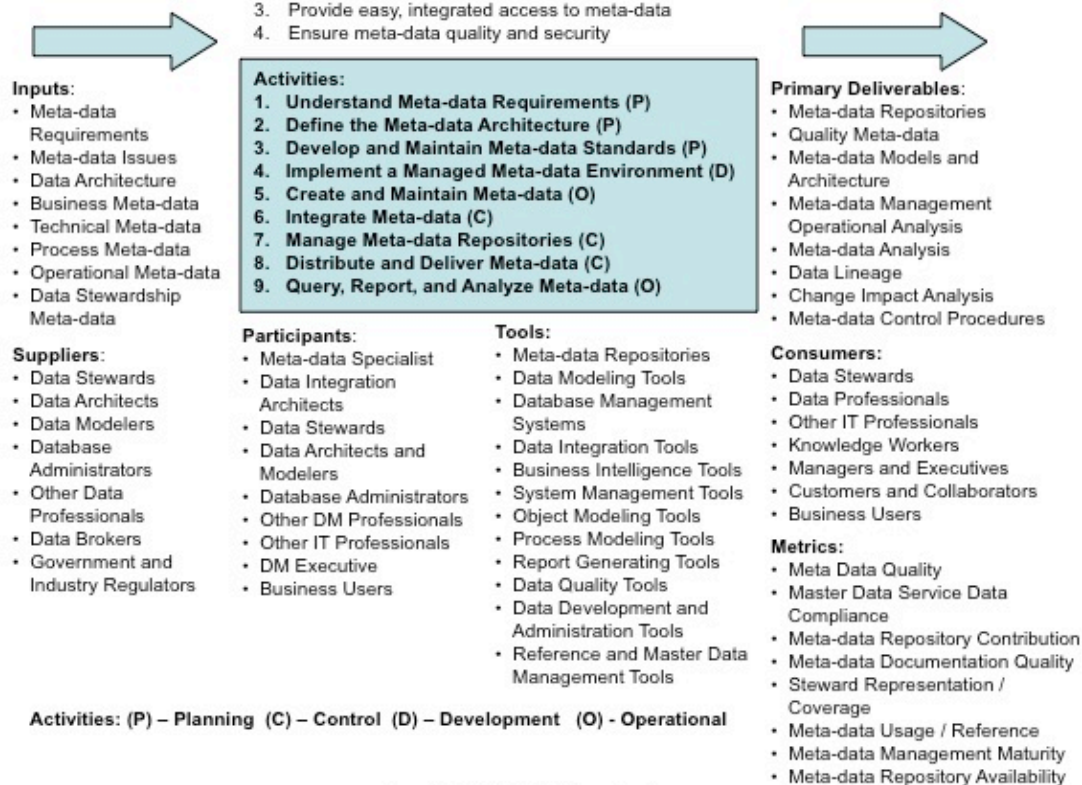 3. Provide easy, integrated access to meta-data
4. Ensure meta-data quality and security
Inputs:
• Meta-data
Requirements
• Meta-data Issues
• Data Architecture
• Business Meta-data
• Technical Meta-data
• Process Meta-data
• Operational Meta-data
• Data Stewardship
Meta-data
Suppliers:
• Data Stewards
• Data Architects
• Data Modelers
• Database
Administrators
• Other Data
Professionals
• Data Brokers
• Government and
Industry Regulators
Activities:
1. Understand Meta-data Requirements (P)
2. Define the Meta-data Architecture (P)
3. Develop and Maintain Meta-data Standards (P)
4. Implement a Managed Meta-data Environment (D)
5. Create and Maintain Meta-data (O)
6. Integrate Meta-data (C)
7. Manage Meta-data Repositories (C)
8. Distribute and Deliver Meta-data (C)
9. Query, Report, and Analyze Meta-data (O)
Participants:
• Meta-data Specialist
• Data Integration
Architects
• Data Stewards
• Data Architects and
Modelers
• Database Administrators
• Other DM Professionals
• Other IT Professionals
• DM Executive
• Business Users
Tools:
• Meta-data Repositories
• Data Modeling Tools
• Database Management
Systems
• Data Integration Tools
• Business Intelligence Tools
• System Management Tools
• Object Modeling Tools
• Process Modeling Tools
• Report Generating Tools
• Data Quality Tools
• Data Development and
Administration Tools
• Reference and Master Data
Management Tools
Primary Deliverables:
• Meta-data Repositories
• Quality Meta-data
• Meta-data Models and
Architecture
• Meta-data Management
Operational Analysis
• Meta-data Analysis
• Data Lineage
• Change Impact Analysis
• Meta-data Control Procedures
Consumers:
• Data Stewards
• Data Professionals
• Other IT Professionals
• Knowledge Workers
• Managers and Executives
• Customers and Collaborators
• Business Users
Metrics:
• Meta Data Quality
• Master Data Service Data
Compliance
• Meta-data Repository Contribution
• Meta-data Documentation Quality
• Steward Representation /
Coverage
• Meta-data Usage / Reference
• Meta-data Management Maturity
• Meta-data Repository Availability
Activities: (P) – Planning (C) – Control (D) – Development (O) - Operational